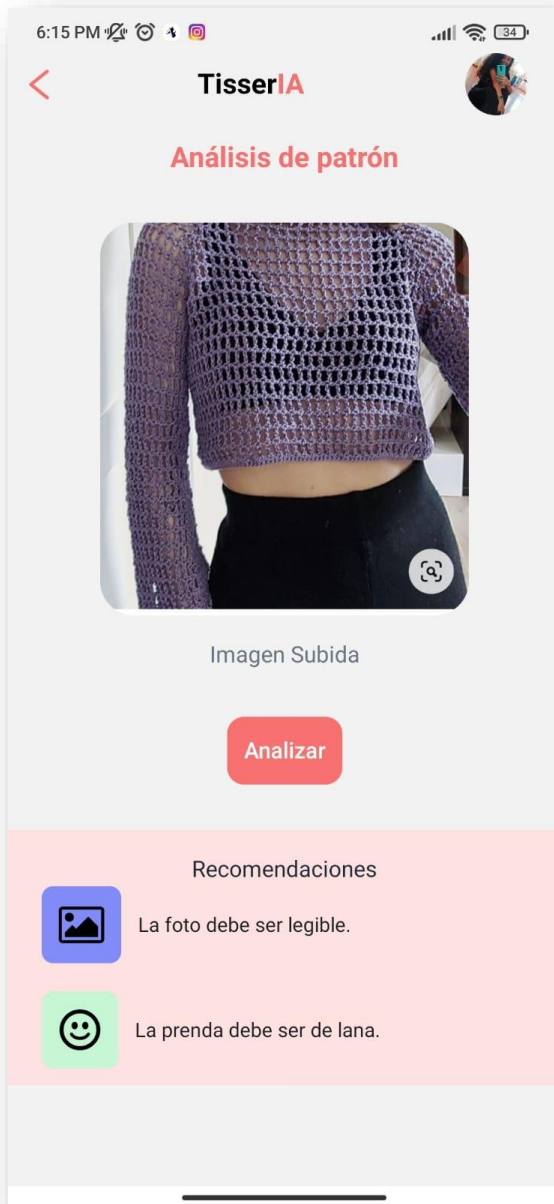 6:15 PM
34
TisserIA
Análisis de patrón
Imagen Subida
Analizar
Recomendaciones
La foto debe ser legible.
La prenda debe ser de lana.